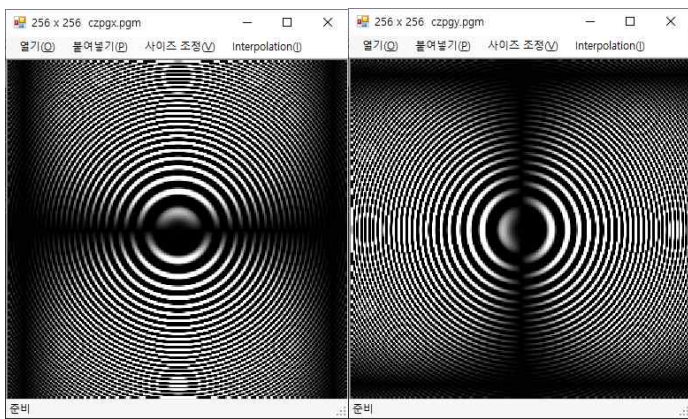 256 x 256 czpgx.pgm
열기(O) 붙여넣기(P) 사이즈 조정(V) Interpolation(I)
준비
256 x 256 czpgy.pgm
열기(O) 붙여넣기(P) 사이즈 조정(V) Interpolation(I)
준비